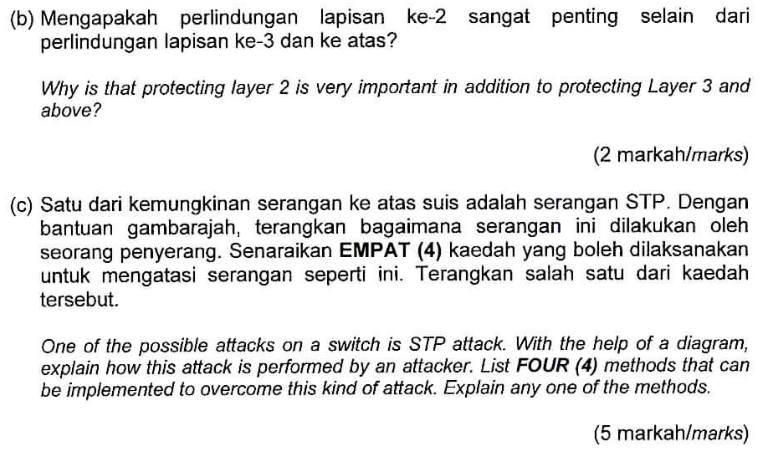 (b) Mengapakah perlindungan lapisan ke-2 sangat penting selain dari
perlindungan lapisan ke-3 dan ke atas?
Why is that protecting layer 2 is very important in addition to protecting Layer 3 and
above?
(2 markah/marks)
(c) Satu dari kemungkinan serangan ke atas suis adalah serangan STP. Dengan
bantuan gambarajah, terangkan bagaimana serangan ini dilakukan oleh
seorang penyerang. Senaraikan EMPAT (4) kaedah yang boleh dilaksanakan
untuk mengatasi serangan seperti ini. Terangkan salah satu dari kaedah
tersebut.
One of the possible attacks on a switch is STP attack. With the help of a diagram,
explain how this attack is performed by an attacker. List FOUR (4) methods that can
be implemented to overcome this kind of attack. Explain any one of the methods.
(5 markah/marks)